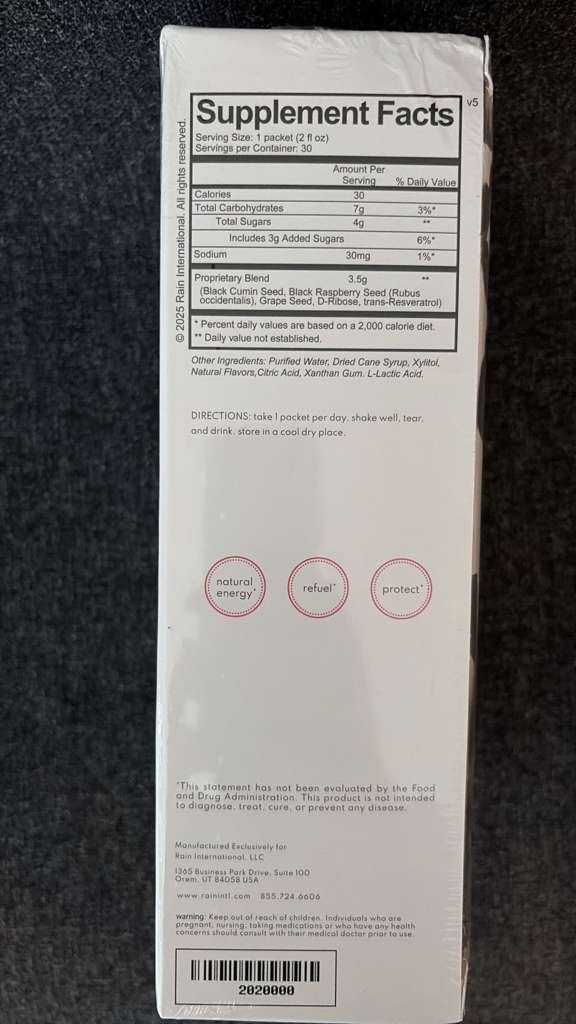 v5
© 2025 Rain International. All rights reserved.
Supplement Facts
Serving Size: 1 packet (2 fl oz)
Servings per Container: 30
Amount Per
Serving % Daily Value
Calories 30
Total Carbohydrates 7g 3%*
Total Sugars 4g **
Includes 3g Added Sugars 6%*
Sodium 30mg 1%*
Proprietary Blend 3.5g **
(Black Cumin Seed, Black Raspberry Seed (Rubus
occidentalis), Grape Seed, D-Ribose, trans-Resveratrol)
* Percent daily values are based on a 2,000 calorie diet.
** Daily value not established.
Other Ingredients: Purified Water, Dried Cane Syrup, Xylitol,
Natural Flavors, Citric Acid, Xanthan Gum. L-Lactic Acid.
DIRECTIONS: take 1 packet per day. shake well, tear,
and drink. store in a cool dry place.
natural
energy*
refuel*
protect*
*This statement has not been evaluated by the Food
and Drug Administration. This product is not intended
to diagnose, treat, cure, or prevent any disease.
Manufactured Exclusively for
Rain International, LLC
1365 Business Park Drive, Suite 100
Orem, UT 84058 USA
www.rainintl.com 855.724.6606
warning: Keep out of reach of children. Individuals who are
pregnant, nursing, taking medications or who have any health
concerns should consult with their medical doctor prior to use.
2020000